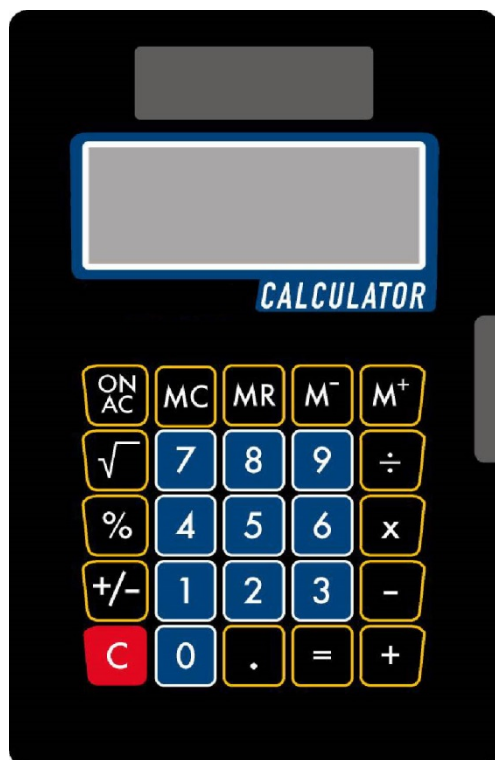 CALCULATOR
ON
AC MC MR M⁻ M⁺
√ 7 8 9 ÷
% 4 5 6 x
+/- 1 2 3 -
C 0 . = +